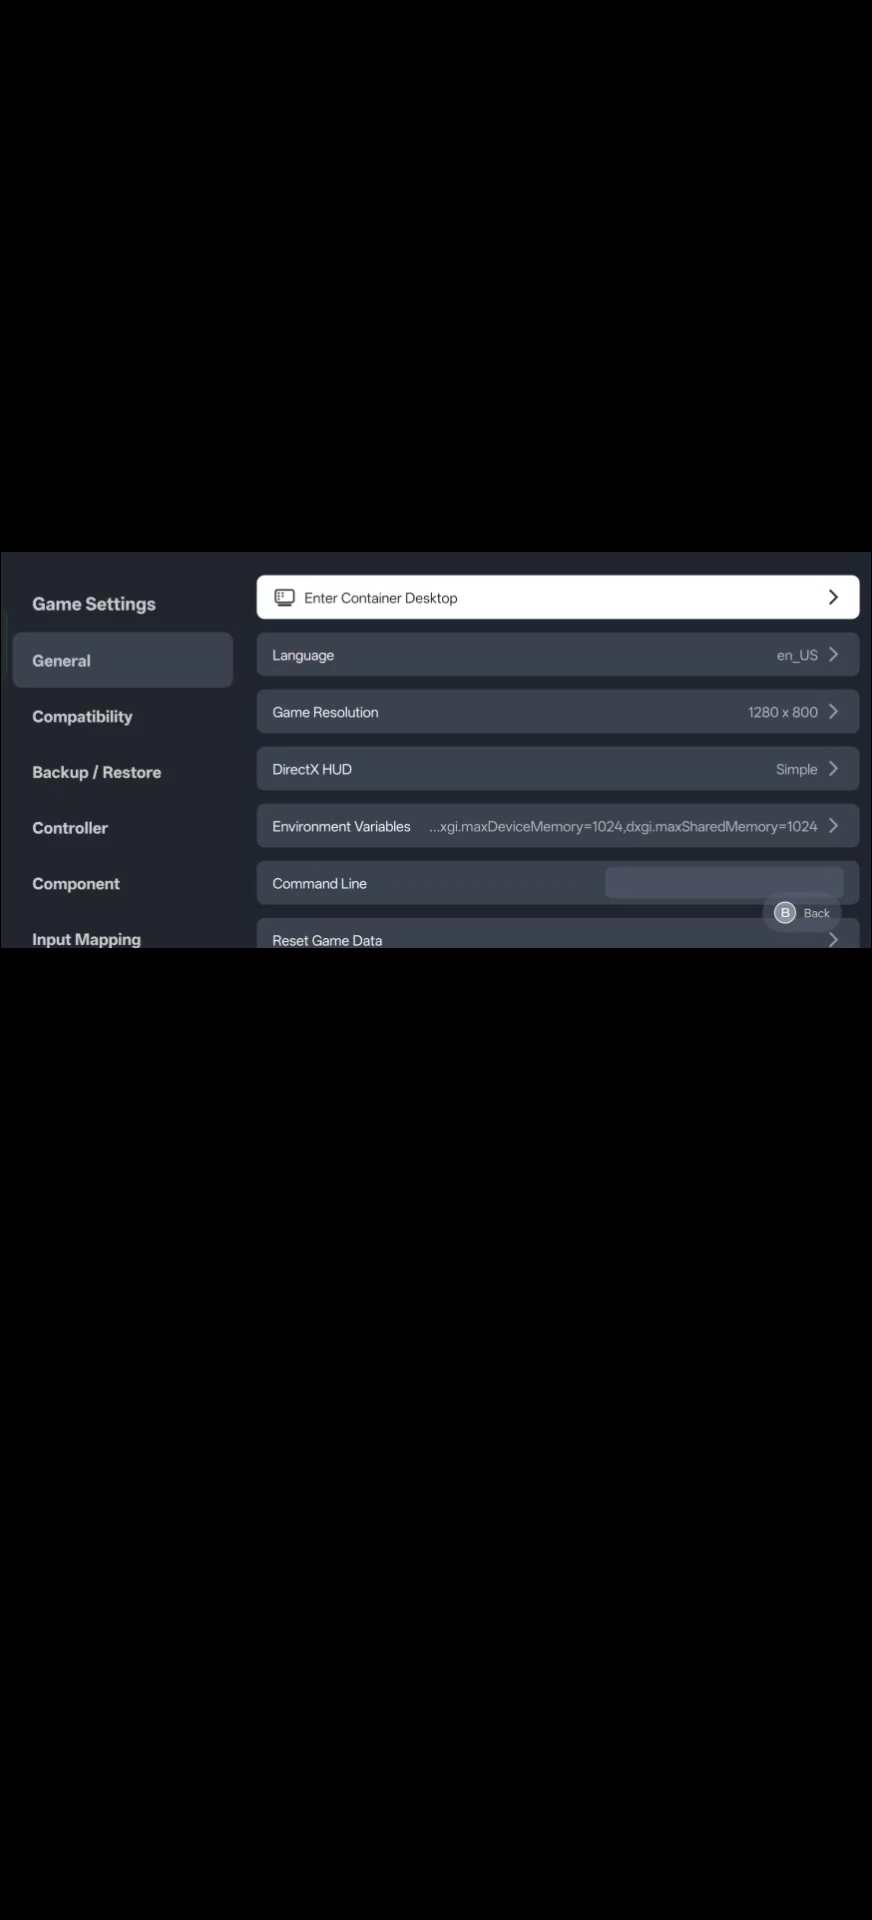 Game Settings
General
Compatibility
Backup / Restore
Controller
Component
Input Mapping
Enter Container Desktop
Language en_US
Game Resolution 1280 x 800
DirectX HUD Simple
Environment Variables ...xgi.maxDeviceMemory=1024,dxgi.maxSharedMemory=1024
Command Line
B Back
Reset Game Data